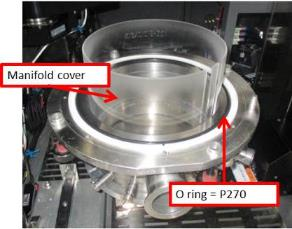 Manifold cover
O ring = P270